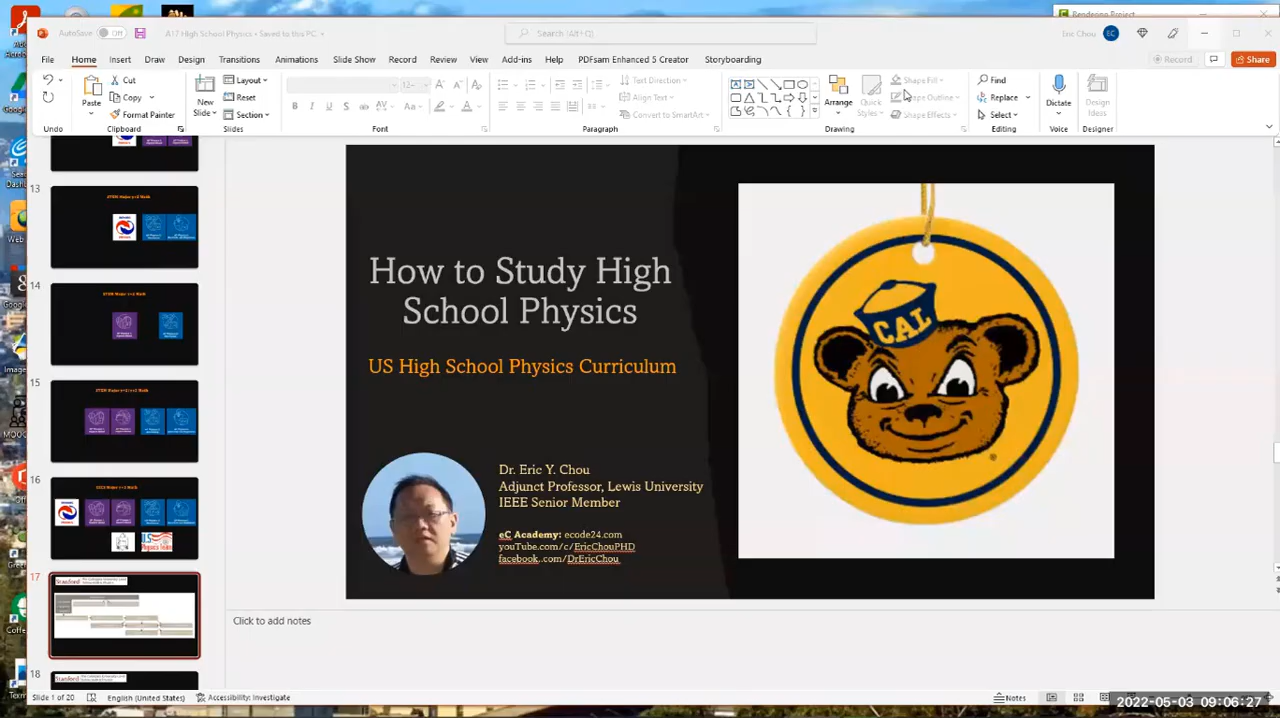 AutoSave Off A17 High School Physics • Saved to this PC Search (Alt+Q) Eric Chou EC
File Home Insert Draw Design Transitions Animations Slide Show Record Review View Add-ins Help PDFsam Enhanced 5 Creator Storyboarding Record Share
Paste
Cut
Copy
Format Painter
New Slide
Layout
Reset
Section
Text Direction
Align Text
Convert to SmartArt
Arrange
Quick Styles
Shape Fill
Shape Outline
Shape Effects
Find
Replace
Select
Dictate
Design Ideas
Undo Clipboard Slides Font Paragraph Drawing Editing Voice Designer
13
STEM Major y=2 Math
14
15
16
17
Stanford
18
How to Study High
School Physics
US High School Physics Curriculum
Dr. Eric Y. Chou
Adjunct Professor, Lewis University
IEEE Senior Member
eC Academy: ecode24.com
youTube.com/c/EricChouPHD
facebook..com/DrEricChou
CAL
Click to add notes
Slide 1 of 20 English (United States) Accessibility: Investigate Notes
2022-05-03 09:06:27